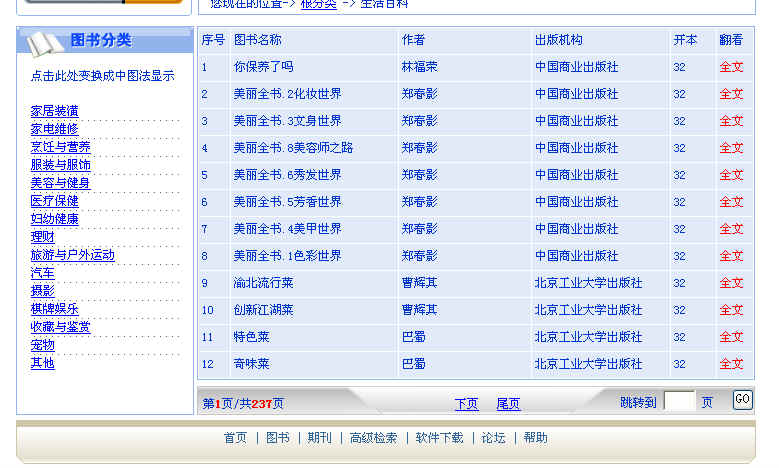 您现在的位置-> 根分类 -> 生活百科
图书分类
点击此处变换成中图法显示
家居装潢
家电维修
烹饪与营养
服装与服饰
美容与健身
医疗保健
妇幼健康
理财
旅游与户外运动
汽车
摄影
棋牌娱乐
收藏与鉴赏
宠物
其他
序号 图书名称 作者 出版机构 开本 翻看
1 你保养了吗 林福荣 中国商业出版社 32 全文
2 美丽全书.2化妆世界 郑春影 中国商业出版社 32 全文
3 美丽全书.3文身世界 郑春影 中国商业出版社 32 全文
4 美丽全书.8美容师之路 郑春影 中国商业出版社 32 全文
5 美丽全书.6秀发世界 郑春影 中国商业出版社 32 全文
6 美丽全书.5芳香世界 郑春影 中国商业出版社 32 全文
7 美丽全书.4美甲世界 郑春影 中国商业出版社 32 全文
8 美丽全书.1色彩世界 郑春影 中国商业出版社 32 全文
9 渝北流行菜 曹辉其 北京工业大学出版社 32 全文
10 创新江湖菜 曹辉其 北京工业大学出版社 32 全文
11 特色菜 巴蜀 北京工业大学出版社 32 全文
12 奇味菜 巴蜀 北京工业大学出版社 32 全文
第1页/共237页 下页 尾页 跳转到 页 GO
首页 | 图书 | 期刊 | 高级检索 | 软件下载 | 论坛 | 帮助